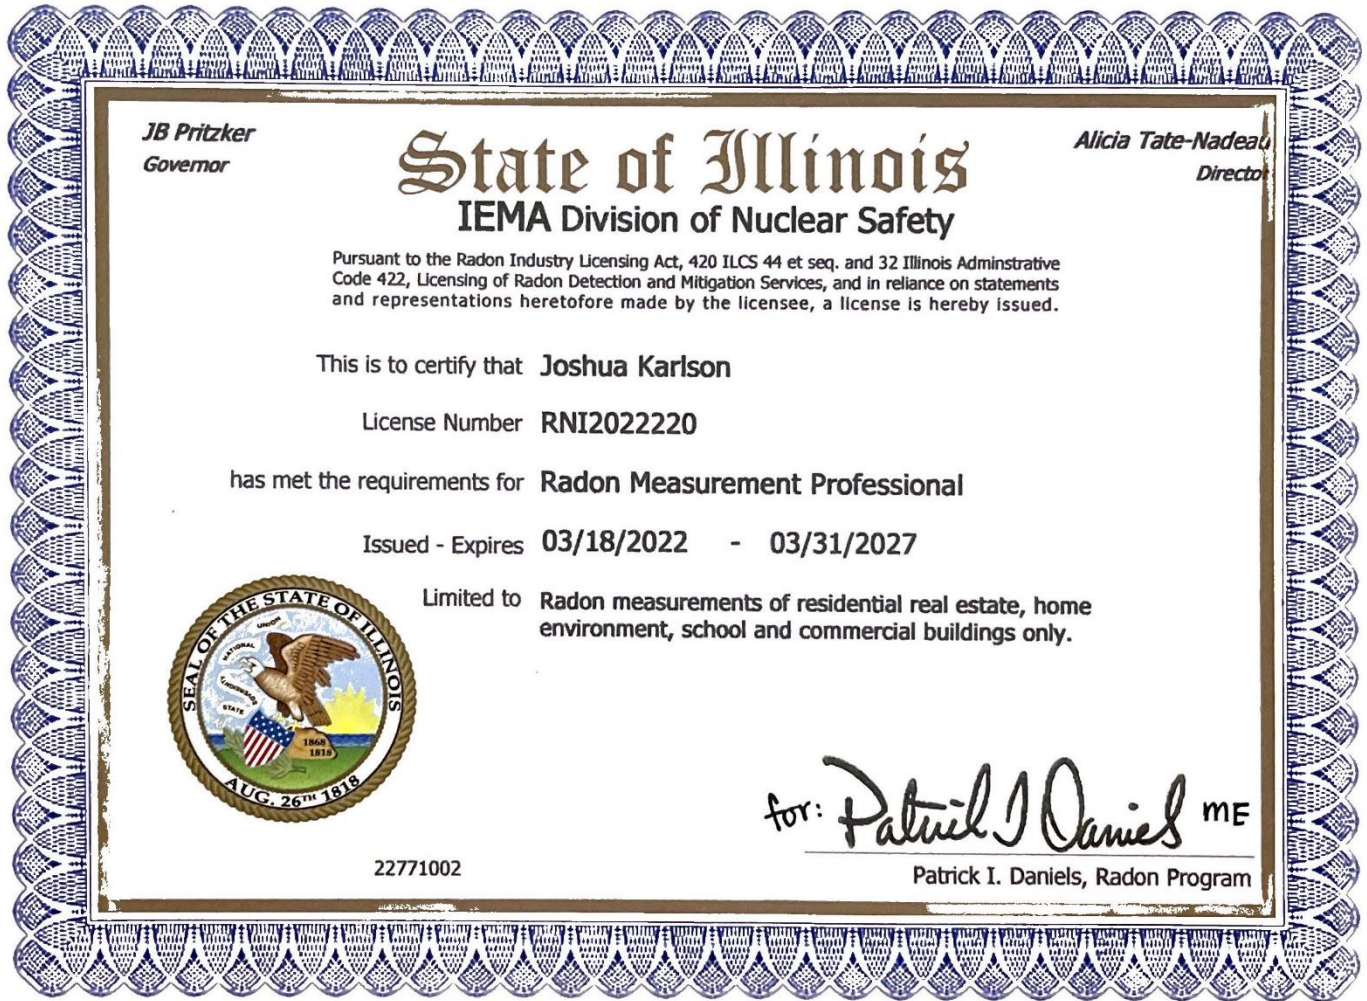 JB Pritzker
Governor
Alicia Tate-Nadeau
Director
State of Illinois
IEMA Division of Nuclear Safety
Pursuant to the Radon Industry Licensing Act, 420 ILCS 44 et seq. and 32 Illinois Adminstrative
Code 422, Licensing of Radon Detection and Mitigation Services, and in reliance on statements
and representations heretofore made by the licensee, a license is hereby issued.
This is to certify that Joshua Karlson
License Number RNI2022220
has met the requirements for Radon Measurement Professional
Issued - Expires 03/18/2022 - 03/31/2027
Limited to Radon measurements of residential real estate, home
environment, school and commercial buildings only.
SEAL OF THE STATE OF ILLINOIS
UNION
NATIONAL
STATE
1868
1818
AUG. 26TH 1818
for: Patrick I Daniels ME
Patrick I. Daniels, Radon Program
22771002